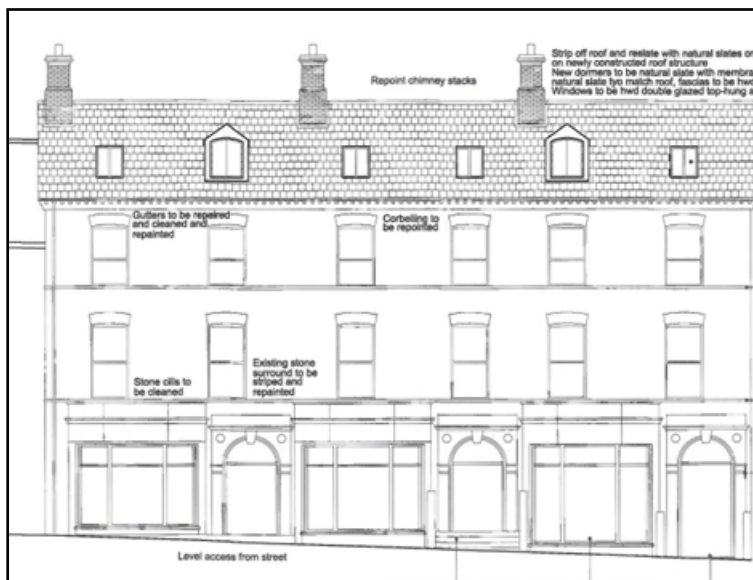 Repoint chimney stacks
Strip off roof and reslate with natural slates on
on newly constructed roof structure
New dormers to be natural slate with
natural slate tyo match roof, fascias to be hwd
Windows to be hwd double glazed top-hung
Gutters to be repaired
and cleaned and
repainted
Corbelling to
be repointed
Stone cills to
be cleaned
Existing stone
surround to be
striped and
repainted
Level access from street